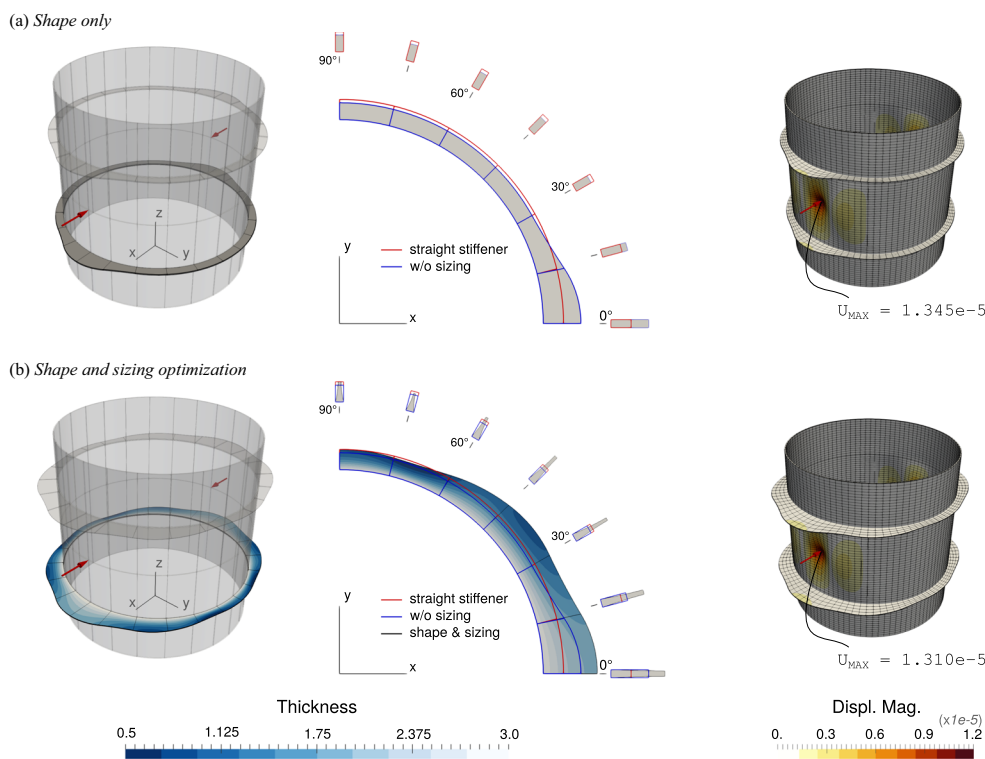 (a) Shape only
90°
60°
30°
0°
y
x
straight stiffener
w/o sizing
z
x
y
U_MAX = 1.345e-5
(b) Shape and sizing optimization
90°
60°
30°
0°
y
x
straight stiffener
w/o sizing
shape & sizing
z
x
y
U_MAX = 1.310e-5
Thickness
0.5 1.125 1.75 2.375 3.0
Displ. Mag.
(x1e-5)
0. 0.3 0.6 0.9 1.2